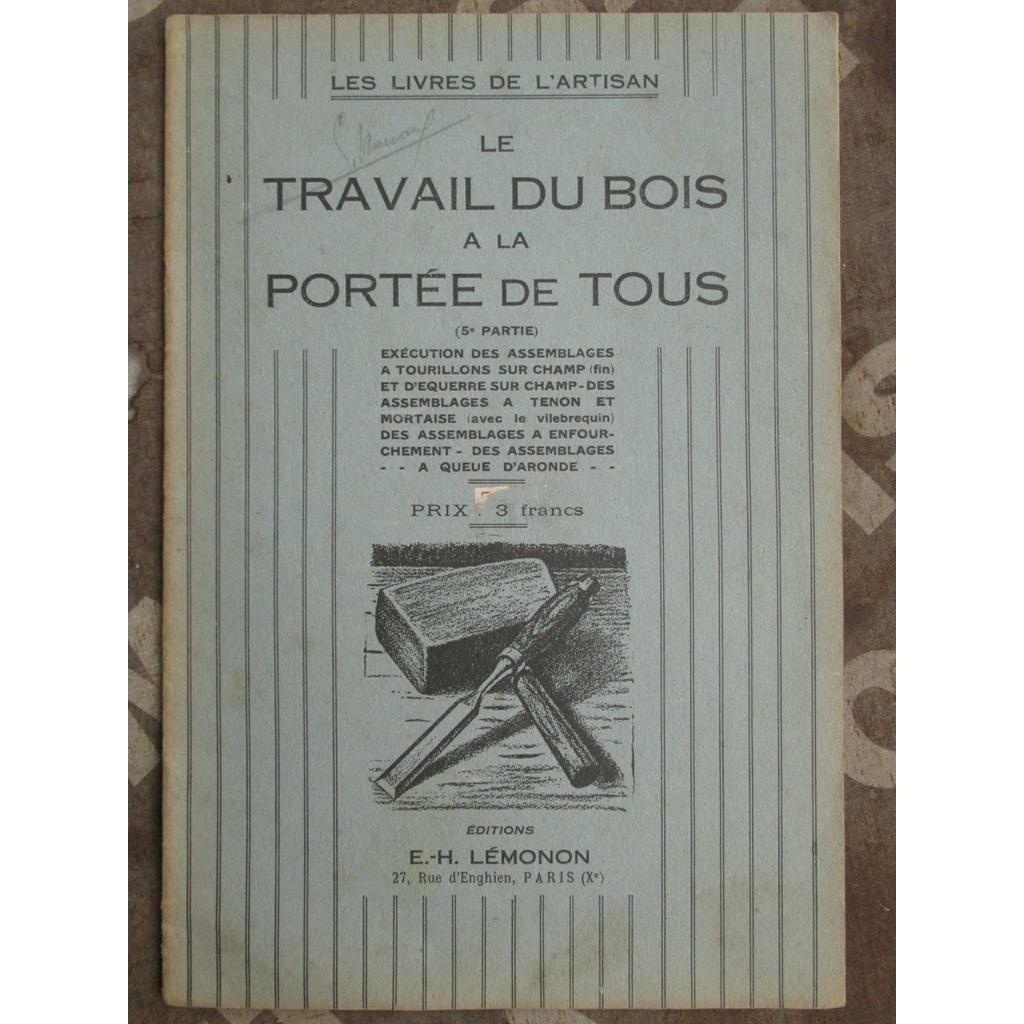 LES LIVRES DE L'ARTISAN
LE
TRAVAIL DU BOIS
A LA
PORTÉE DE TOUS
(5e PARTIE)
EXÉCUTION DES ASSEMBLAGES
A TOURILLONS SUR CHAMP (fin)
ET D'EQUERRE SUR CHAMP-DES
ASSEMBLAGES A TENON ET
MORTAISE (avec le vilebrequin)
DES ASSEMBLAGES A ENFOUR-
CHEMENT - DES ASSEMBLAGES
- - A QUEUE D'ARONDE - -
PRIX : 3 francs
ÉDITIONS
E.-H. LÉMONON
27, Rue d'Enghien, PARIS (Xe)